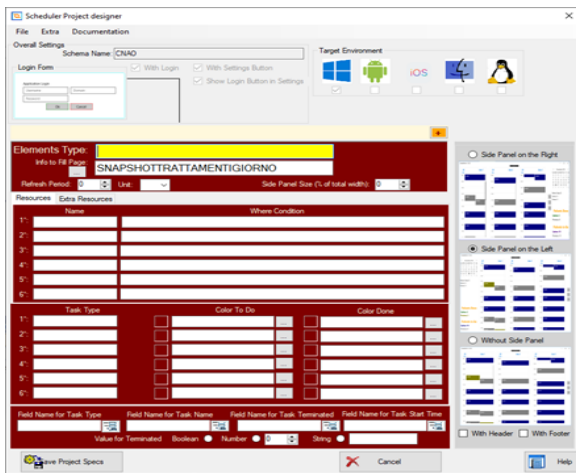 Scheduler Project designer
File Extra Documentation
Overall Settings
Schema Name: CNAO
Login Form
With Login
With Settings Button
Show Login Button in Settings
Target Environment
iOS
Elements Type:
Info to Fill Page:
...
SNAPSHOTTRATTAMENTIGIORNO
Refresh Period: 0 Unit: Side Panel Size (% of total width): 0
Resources Extra Resources
Name Where Condition
1°:
2°:
3°:
4°:
5°:
6°:
Task Type Color To Do Color Done
1°: ... ...
2°: ... ...
3°: ... ...
4°: ... ...
5°: ... ...
6°: ... ...
Field Name for Task Type Field Name for Task Name Field Name for Task Terminated Field Name for Task Start Time
Value for Terminated Boolean Number 0 String
Side Panel on the Right
Side Panel on the Left
Without Side Panel
With Header With Footer
Save Project Specs Cancel Help